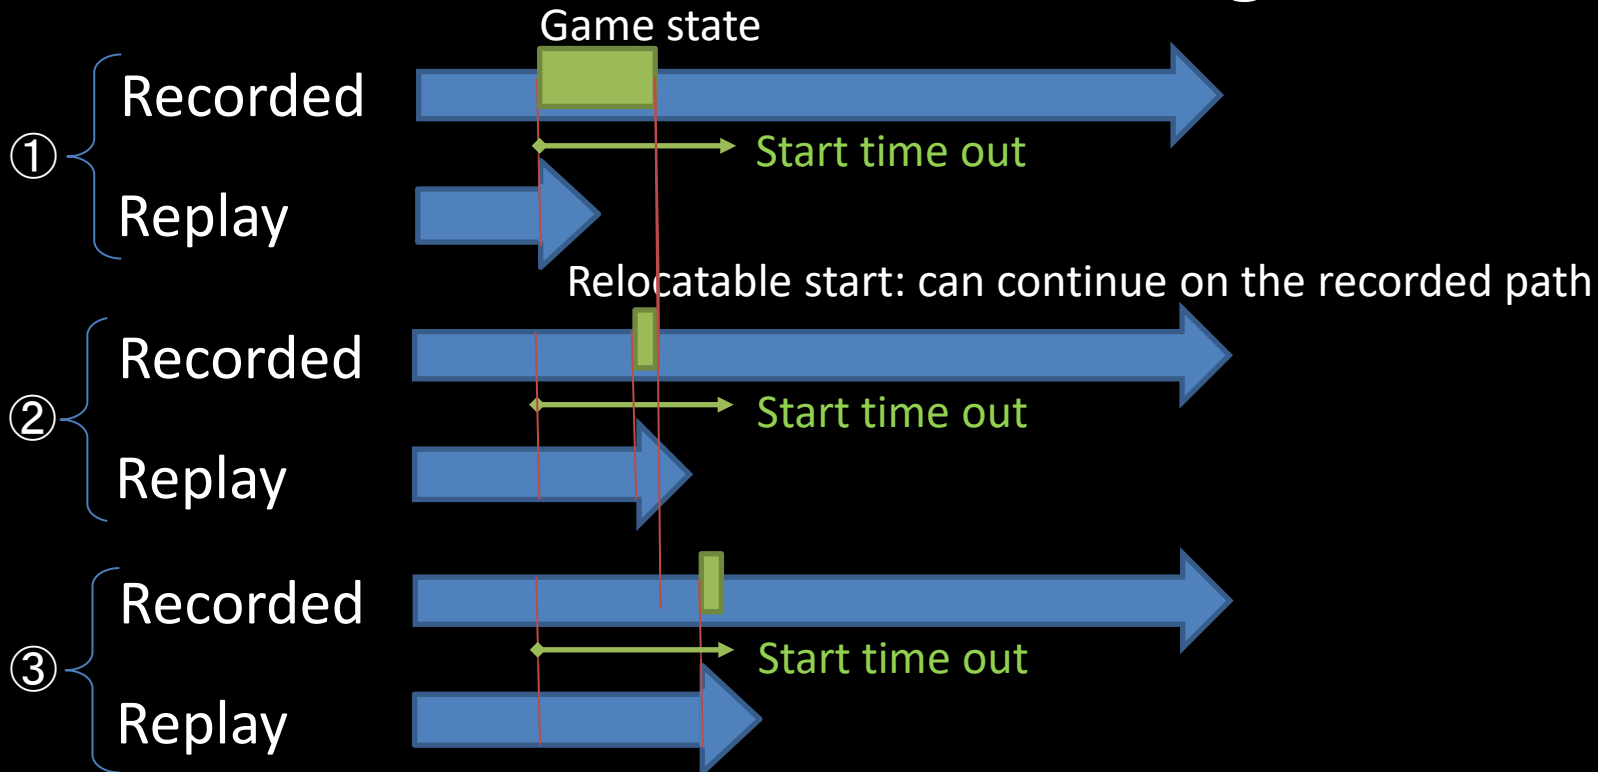 Game state
Recorded
Start time out
①
Replay
Relocatable start: can continue on the recorded path
Recorded
Start time out
②
Replay
Recorded
Start time out
③
Replay